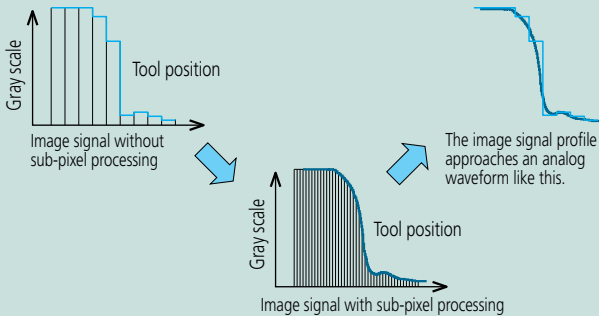 Gray scale
Tool position
Image signal without
sub-pixel processing
The image signal profile
approaches an analog
waveform like this.
Gray scale
Tool position
Image signal with sub-pixel processing